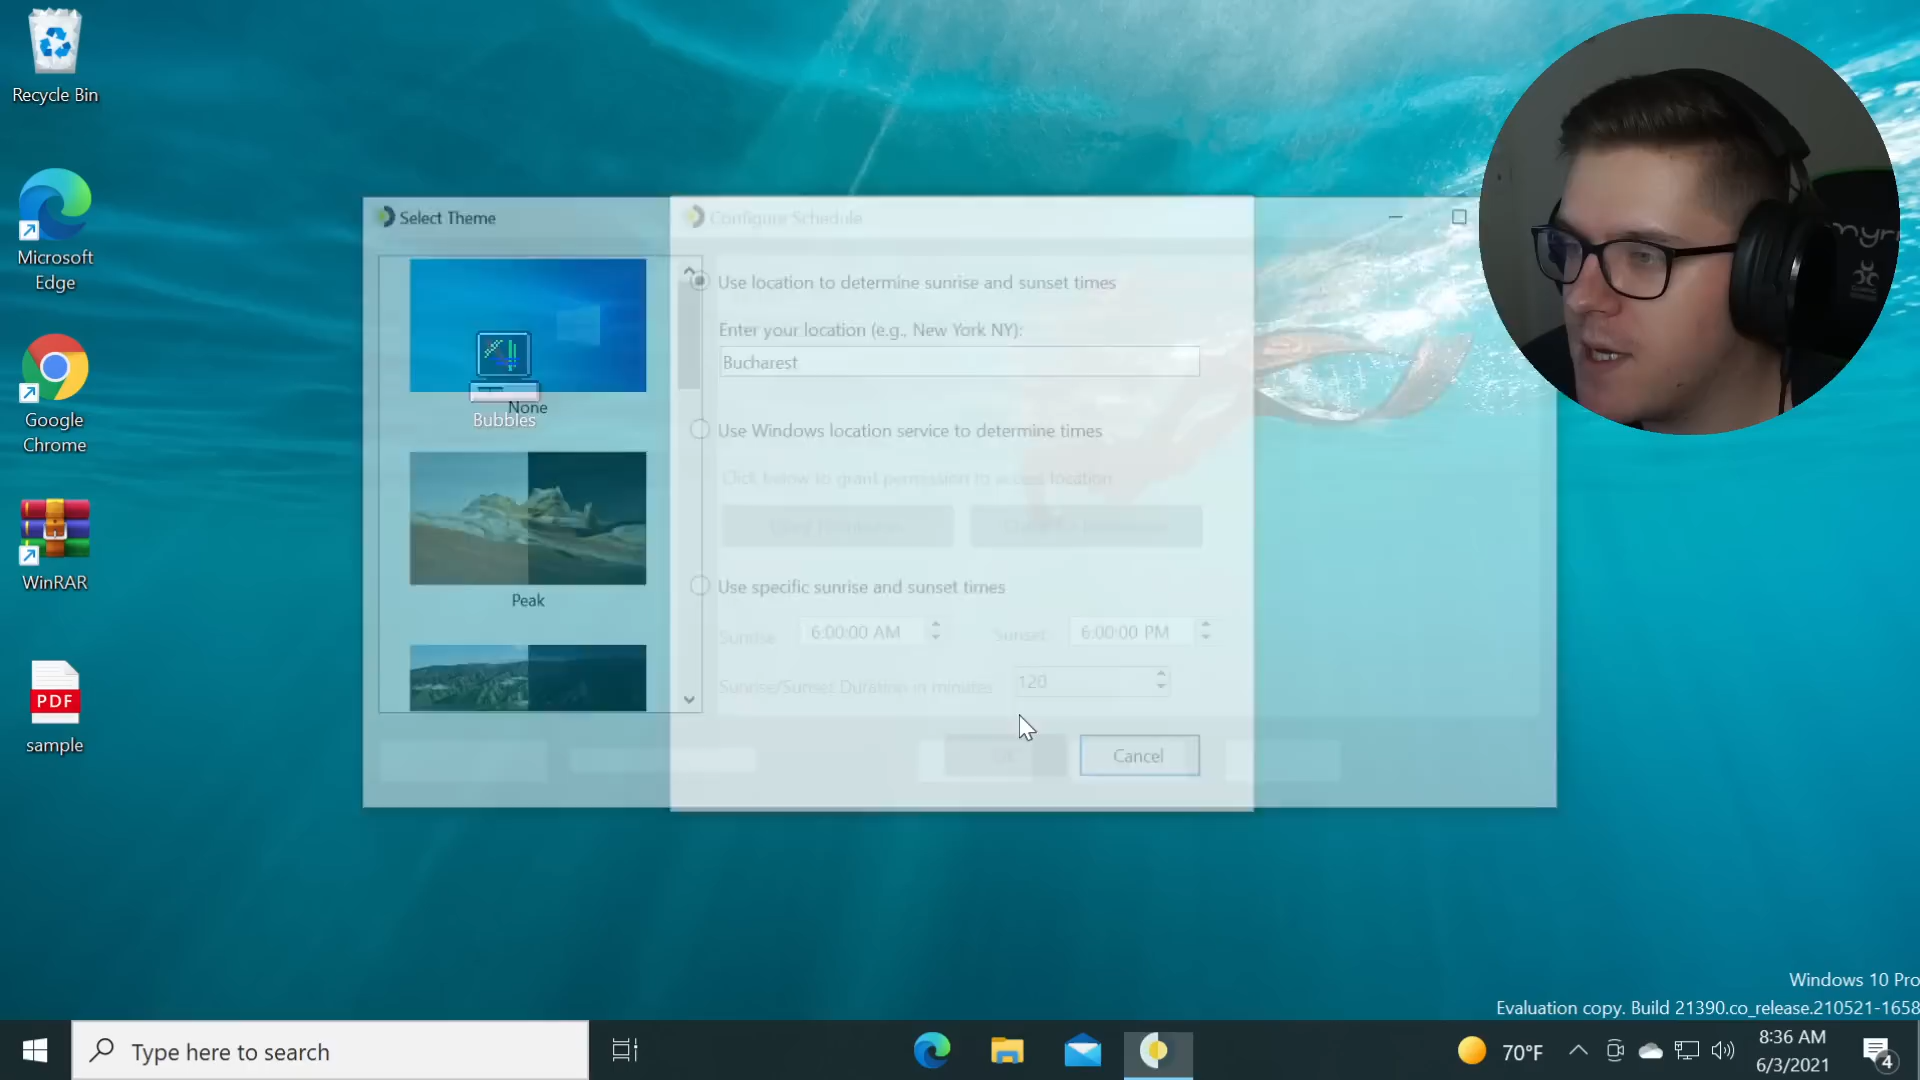 Recycle Bin
Microsoft
Edge
Google
Chrome
WinRAR
PDF
sample
Select Theme
None
Bubbles
Peak
Configure Schedule
Use location to determine sunrise and sunset times
Enter your location (e.g., New York NY):
Bucharest
Use Windows location service to determine times
Click below to grant permission to access location
Use specific sunrise and sunset times
Sunrise
6:00:00 AM
Sunset:
6:00:00 PM
Sunrise/Sunset Duration in minutes
120
Cancel
Windows 10 Pro
Evaluation copy. Build 21390.co_release.210521-1658
Type here to search
70°F
8:36 AM
6/3/2021
4